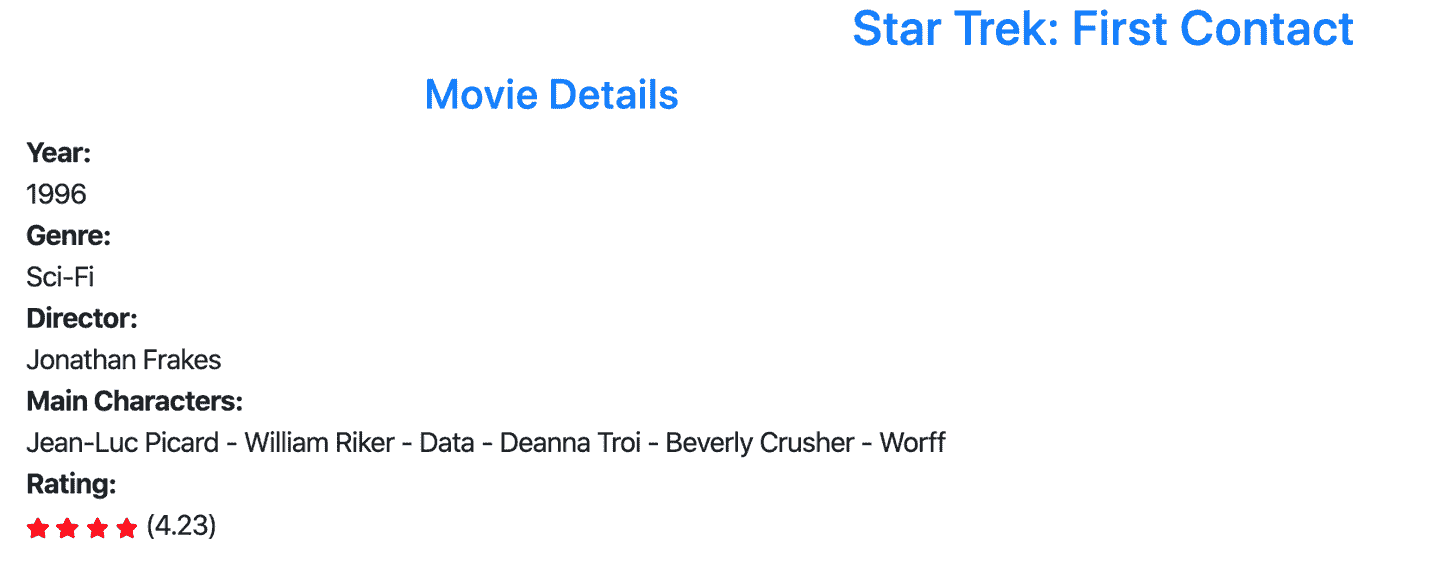 Star Trek: First Contact
Movie Details
Year:
1996
Genre:
Sci-Fi
Director:
Jonathan Frakes
Main Characters:
Jean-Luc Picard - William Riker - Data - Deanna Troi - Beverly Crusher - Worff
Rating:
★ ★ ★ ★ (4.23)